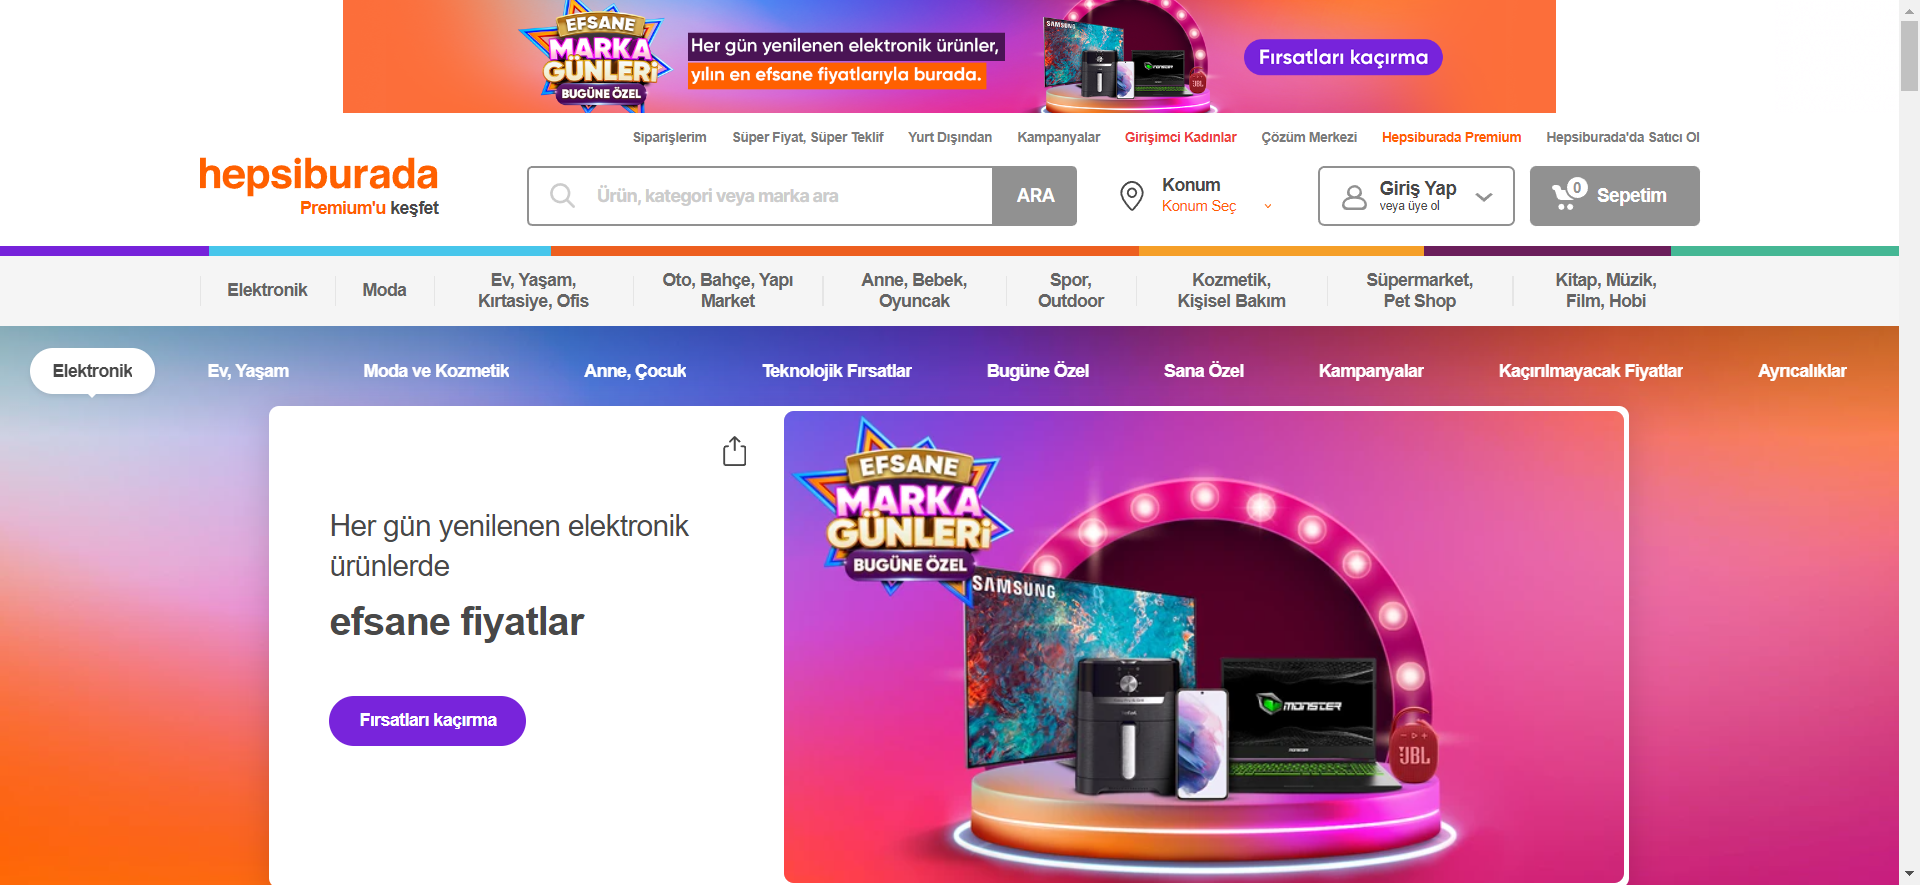 EFSANE
MARKA
GÜNLERİ
BUGÜNE ÖZEL
Her gün yenilenen elektronik ürünler,
yılın en efsane fiyatlarıyla burada.
SAMSUNG
MONSTER
JBL
Fırsatları kaçırma
Siparişlerim
Süper Fiyat, Süper Teklif
Yurt Dışından
Kampanyalar
Girişimci Kadınlar
Çözüm Merkezi
Hepsiburada Premium
Hepsiburada'da Satıcı Ol
hepsiburada
Premium'u keşfet
Ürün, kategori veya marka ara
ARA
Konum
Konum Seç
Giriş Yap
veya üye ol
0
Sepetim
Elektronik
Moda
Ev, Yaşam,
Kırtasiye, Ofis
Oto, Bahçe, Yapı
Market
Anne, Bebek,
Oyuncak
Spor,
Outdoor
Kozmetik,
Kişisel Bakım
Süpermarket,
Pet Shop
Kitap, Müzik,
Film, Hobi
Elektronik
Ev, Yaşam
Moda ve Kozmetik
Anne, Çocuk
Teknolojik Fırsatlar
Bugüne Özel
Sana Özel
Kampanyalar
Kaçırılmayacak Fiyatlar
Ayrıcalıklar
Her gün yenilenen elektronik
ürünlerde
efsane fiyatlar
Fırsatları kaçırma
EFSANE
MARKA
GÜNLERİ
BUGÜNE ÖZEL
SAMSUNG
MONSTER
JBL